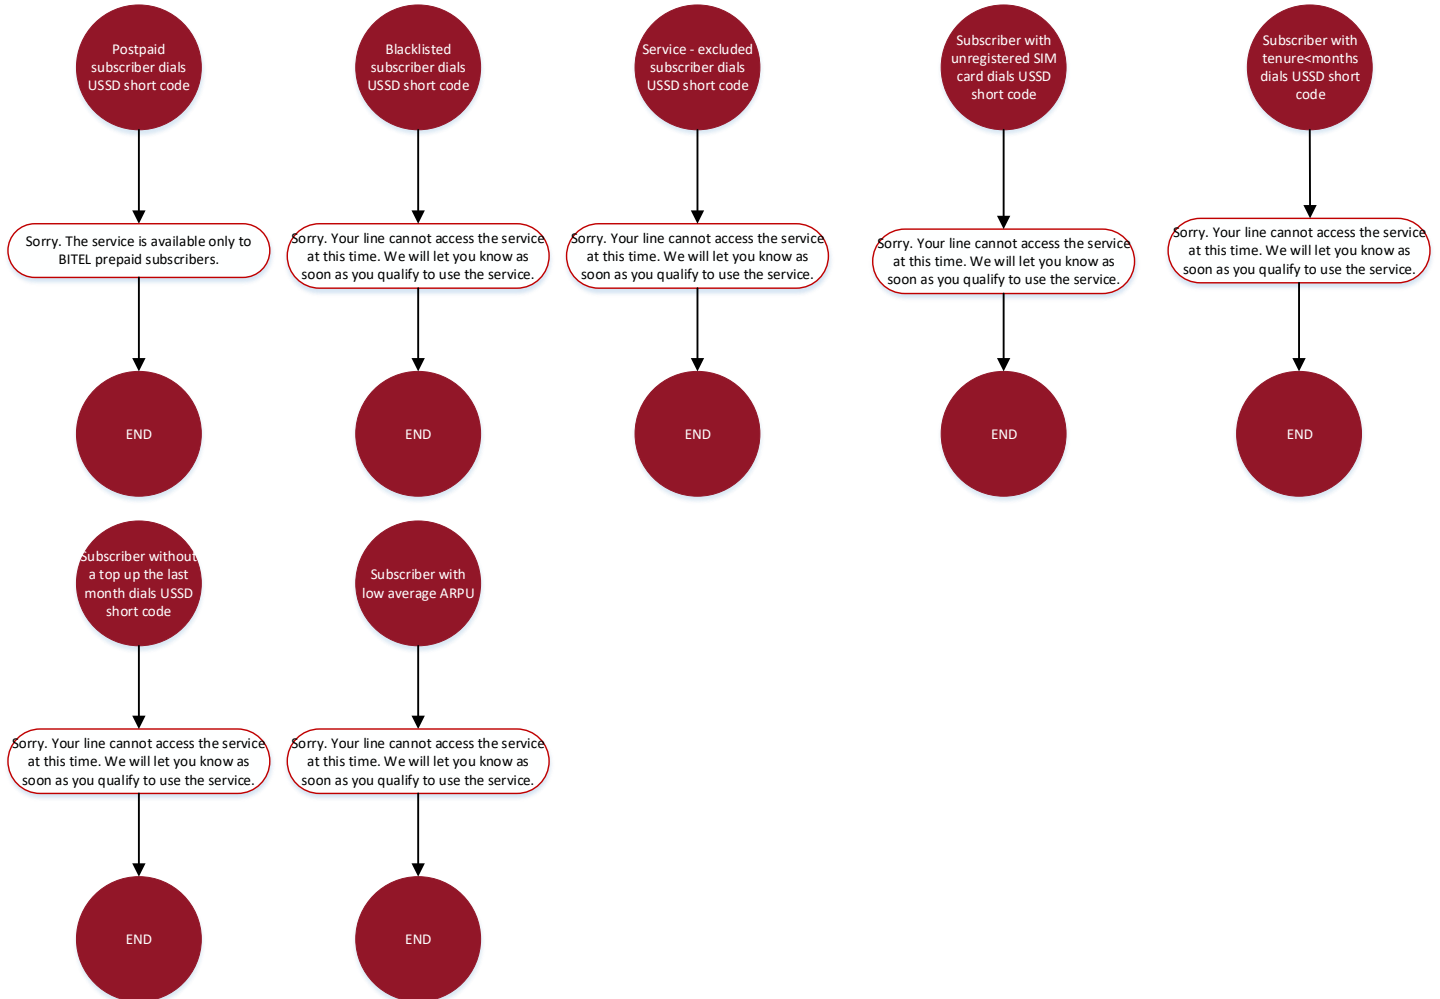 Postpaid
subscriber dials
USSD short code
Blacklisted
subscriber dials
USSD short code
Service - excluded
subscriber dials
USSD short code
Subscriber with
unregistered SIM
card dials USSD
short code
Subscriber with
tenure<months
dials USSD short
code
Sorry. The service is available only to
BITEL prepaid subscribers.
Sorry. Your line cannot access the service
at this time. We will let you know as
soon as you qualify to use the service.
Sorry. Your line cannot access the service
at this time. We will let you know as
soon as you qualify to use the service.
Sorry. Your line cannot access the service
at this time. We will let you know as
soon as you qualify to use the service.
Sorry. Your line cannot access the service
at this time. We will let you know as
soon as you qualify to use the service.
END
END
END
END
END
Subscriber without
a top up the last
month dials USSD
short code
Subscriber with
low average ARPU
Sorry. Your line cannot access the service
at this time. We will let you know as
soon as you qualify to use the service.
Sorry. Your line cannot access the service
at this time. We will let you know as
soon as you qualify to use the service.
END
END